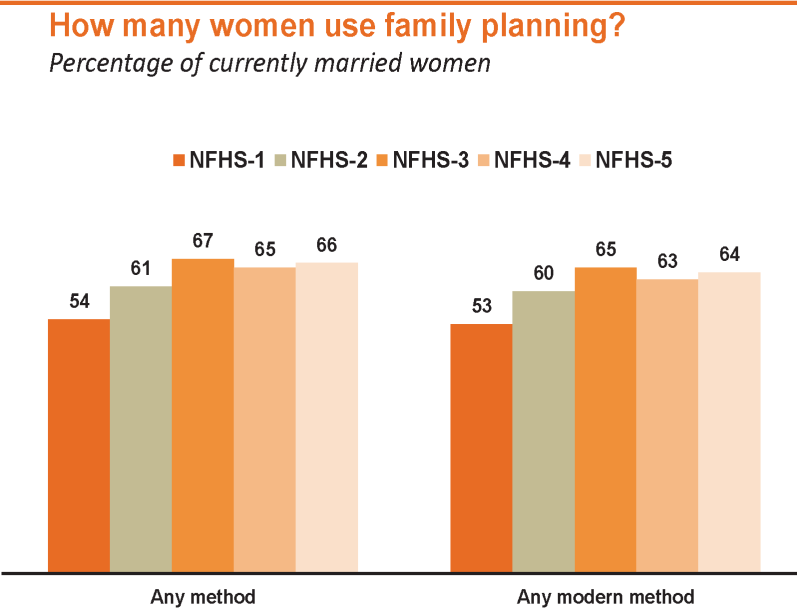 How many women use family planning?
Percentage of currently married women
NFHS-1 NFHS-2 NFHS-3 NFHS-4 NFHS-5
54 61 67 65 66
53 60 65 63 64
Any method Any modern method